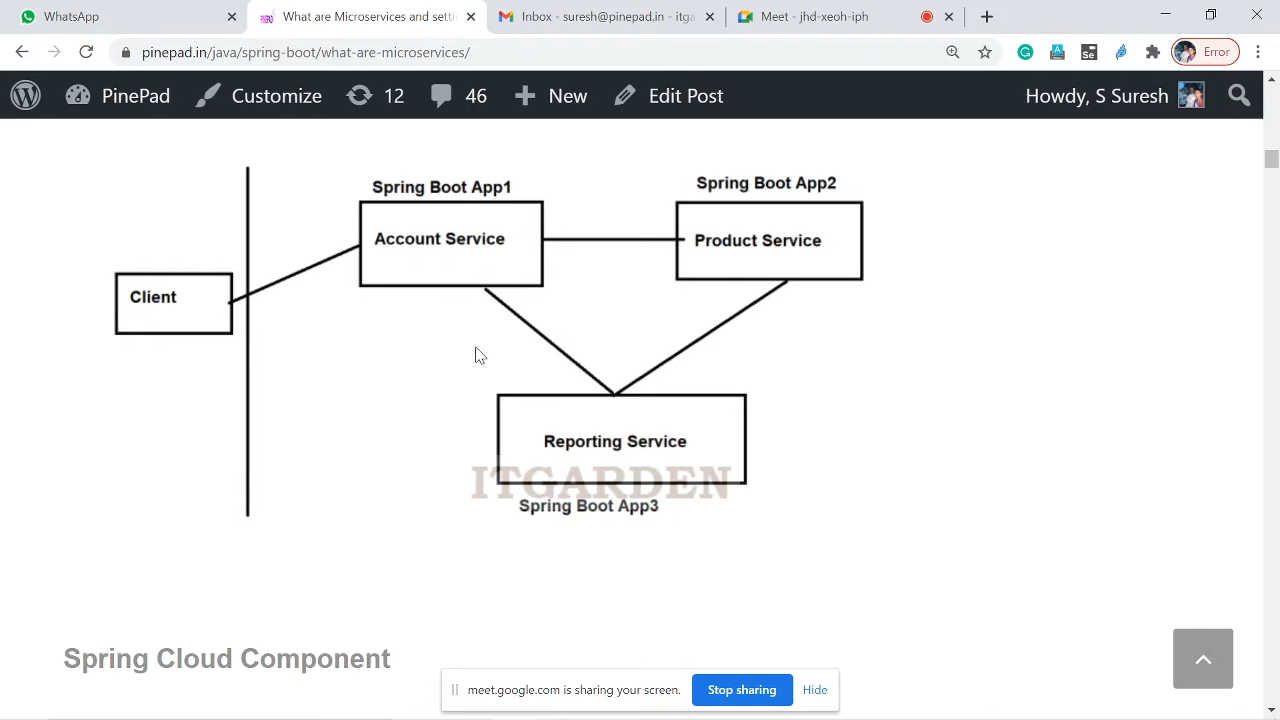 WhatsApp
What are Microservices and setti
Inbox - suresh@pinepad.in - itga
Meet - jhd-xeoh-iph
pinepad.in/java/spring-boot/what-are-microservices/
Se
Error
PinePad
Customize
12
46
New
Edit Post
Howdy, S Suresh
Spring Boot App1
Spring Boot App2
Account Service
Product Service
Client
Reporting Service
ITGARDEN
Spring Boot App3
Spring Cloud Component
meet.google.com is sharing your screen.
Stop sharing
Hide